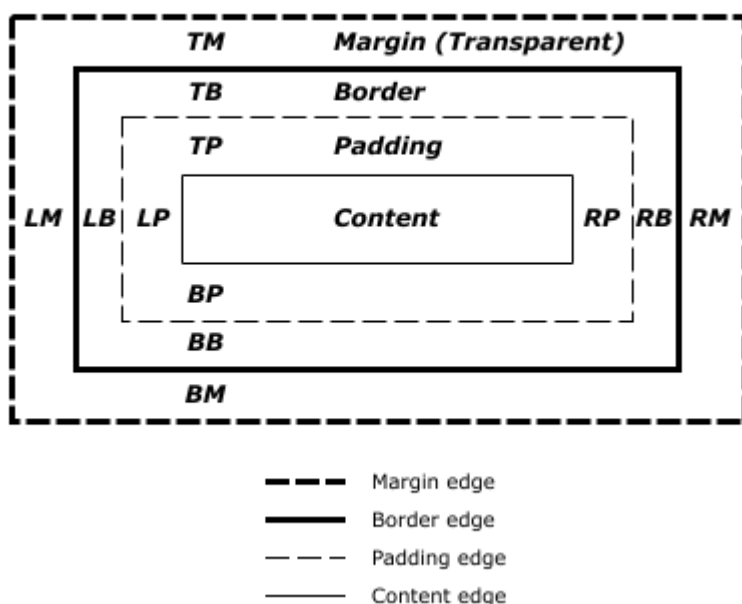 TM Margin (Transparent)
TB Border
TP Padding
LM LB LP Content RP RB RM
BP
BB
BM
Margin edge
Border edge
Padding edge
Content edge